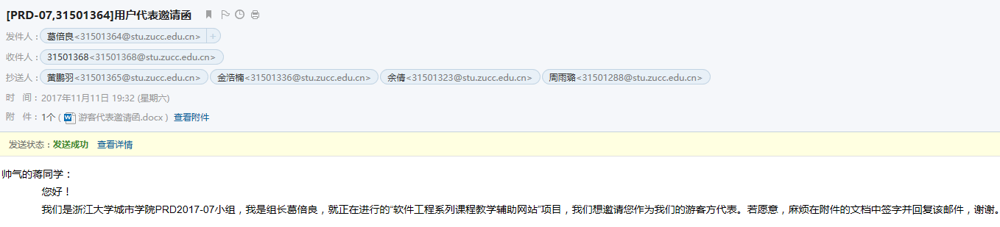 [PRD-07,31501364]用户代表邀请函
发件人：葛倍良<31501364@stu.zucc.edu.cn> +
收件人：31501368<31501368@stu.zucc.edu.cn>
抄送人：黄鹏羽<31501365@stu.zucc.edu.cn> 金浩楠<31501336@stu.zucc.edu.cn> 余倩<31501323@stu.zucc.edu.cn> 周雨璐<31501288@stu.zucc.edu.cn>
时 间：2017年11月11日 19:32 (星期六)
附 件：1个 ( 游客代表邀请函.docx ) 查看附件
发送状态：发送成功 查看详情
帅气的蒋同学：
您好！
我们是浙江大学城市学院PRD2017-07小组，我是组长葛倍良，就正在进行的“软件工程系列课程教学辅助网站”项目，我们想邀请您作为我们的游客方代表。若愿意，麻烦在附件的文档中签字并回复该邮件，谢谢。